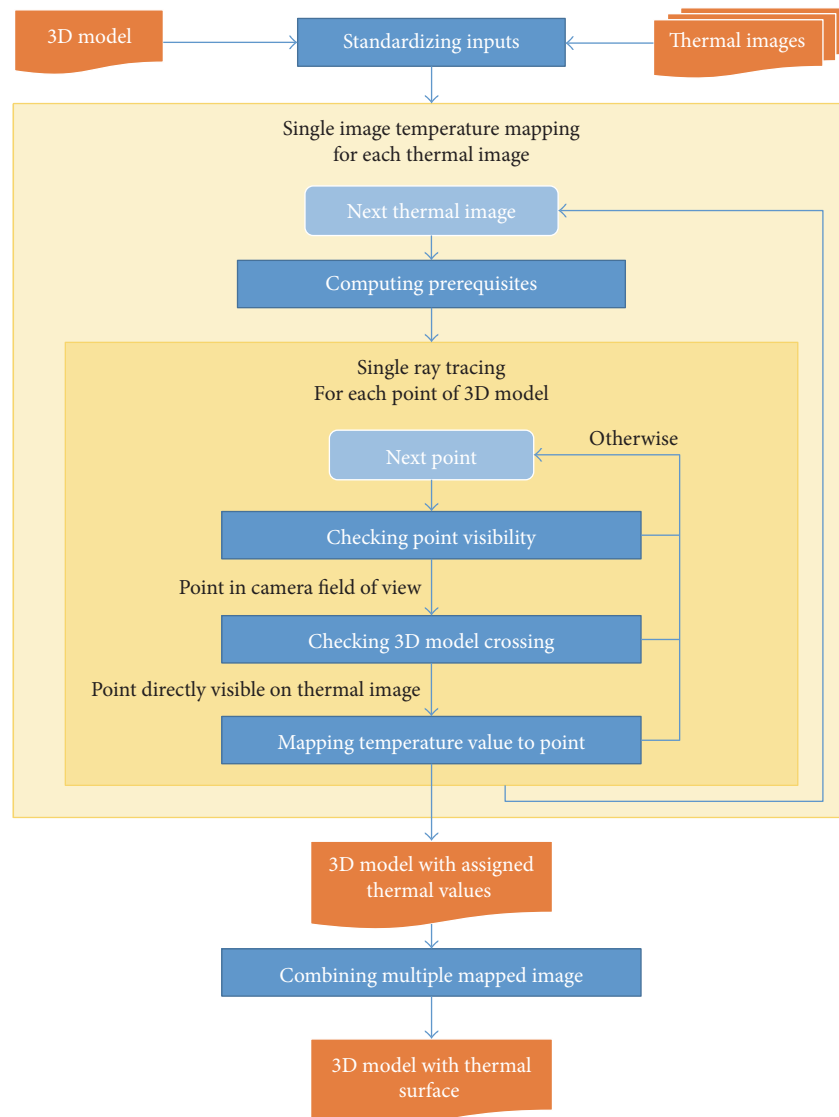 3D model
Standardizing inputs
Thermal images
Single image temperature mapping
for each thermal image
Next thermal image
Computing prerequisites
Single ray tracing
For each point of 3D model
Otherwise
Next point
Checking point visibility
Point in camera field of view
Checking 3D model crossing
Point directly visible on thermal image
Mapping temperature value to point
3D model with assigned
thermal values
Combining multiple mapped image
3D model with thermal
surface